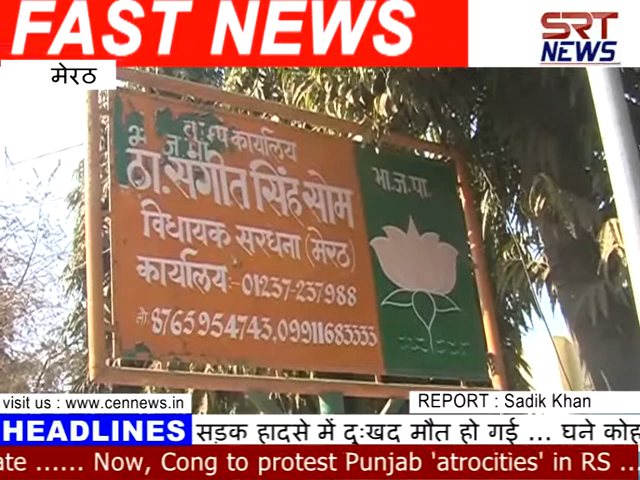 FAST NEWS
SRT
NEWS
मेरठ
कार्यालय
भ ज पा
ठा. संगीत सिंह सोम
विधायक सरधना (मेरठ)
कार्यालय:-01237-237988
मो 8765954743,09911683333
भा.ज.पा.
visit us : www.cennews.in
REPORT : Sadik Khan
HEADLINES
सड़क हादसे में दुःखद मौत हो गई ... घने कोह
ate ...... Now, Cong to protest Punjab 'atrocities' in RS ...